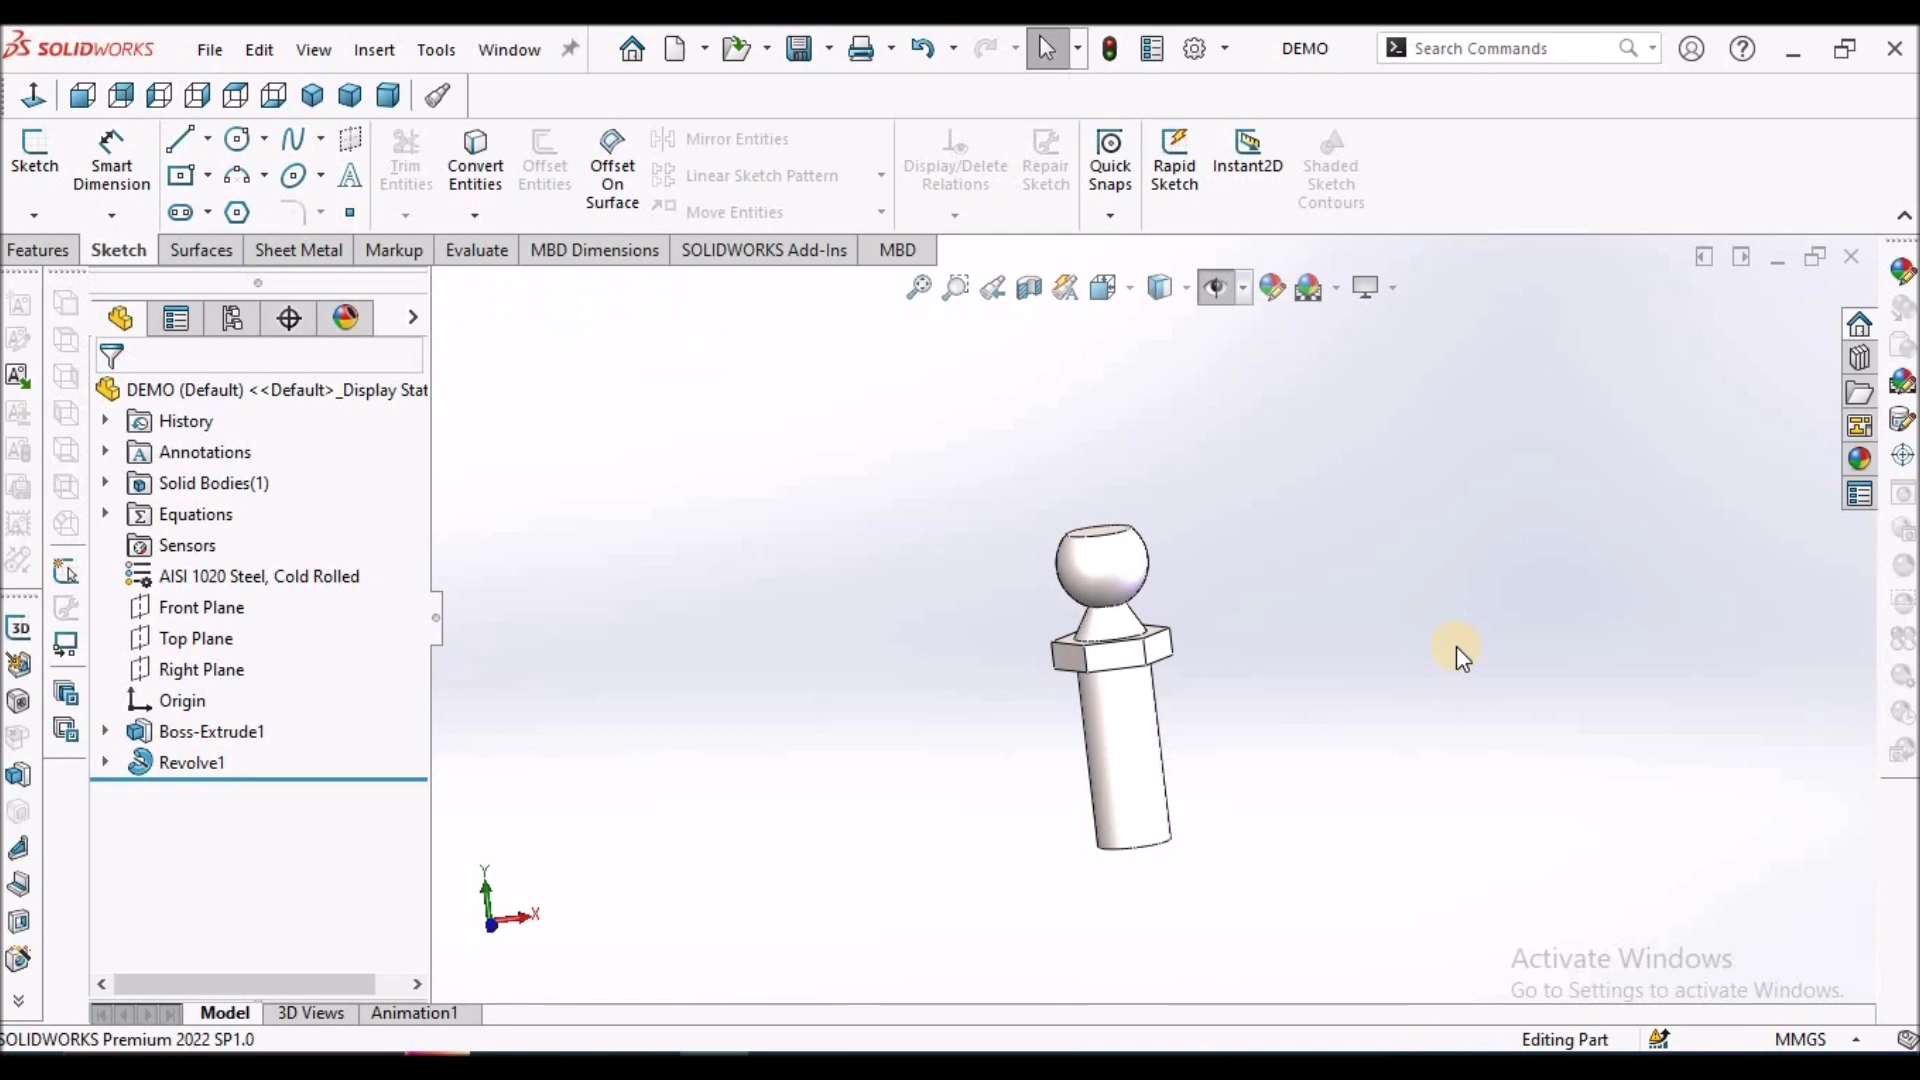 SOLIDWORKS File Edit View Insert Tools Window DEMO Search Commands
Sketch Smart Dimension Trim Entities Convert Entities Offset Entities Offset On Surface Mirror Entities Linear Sketch Pattern Move Entities Display/Delete Relations Repair Sketch Quick Snaps Rapid Sketch Instant2D Shaded Sketch Contours
Features Sketch Surfaces Sheet Metal Markup Evaluate MBD Dimensions SOLIDWORKS Add-Ins MBD
DEMO (Default) <<Default>_Display Stat
History
Annotations
Solid Bodies(1)
Equations
Sensors
AISI 1020 Steel, Cold Rolled
Front Plane
Top Plane
Right Plane
Origin
Boss-Extrude1
Revolve1
3D
Y
X
Activate Windows
Go to Settings to activate Windows.
Model 3D Views Animation1
SOLIDWORKS Premium 2022 SP1.0 Editing Part MMGS